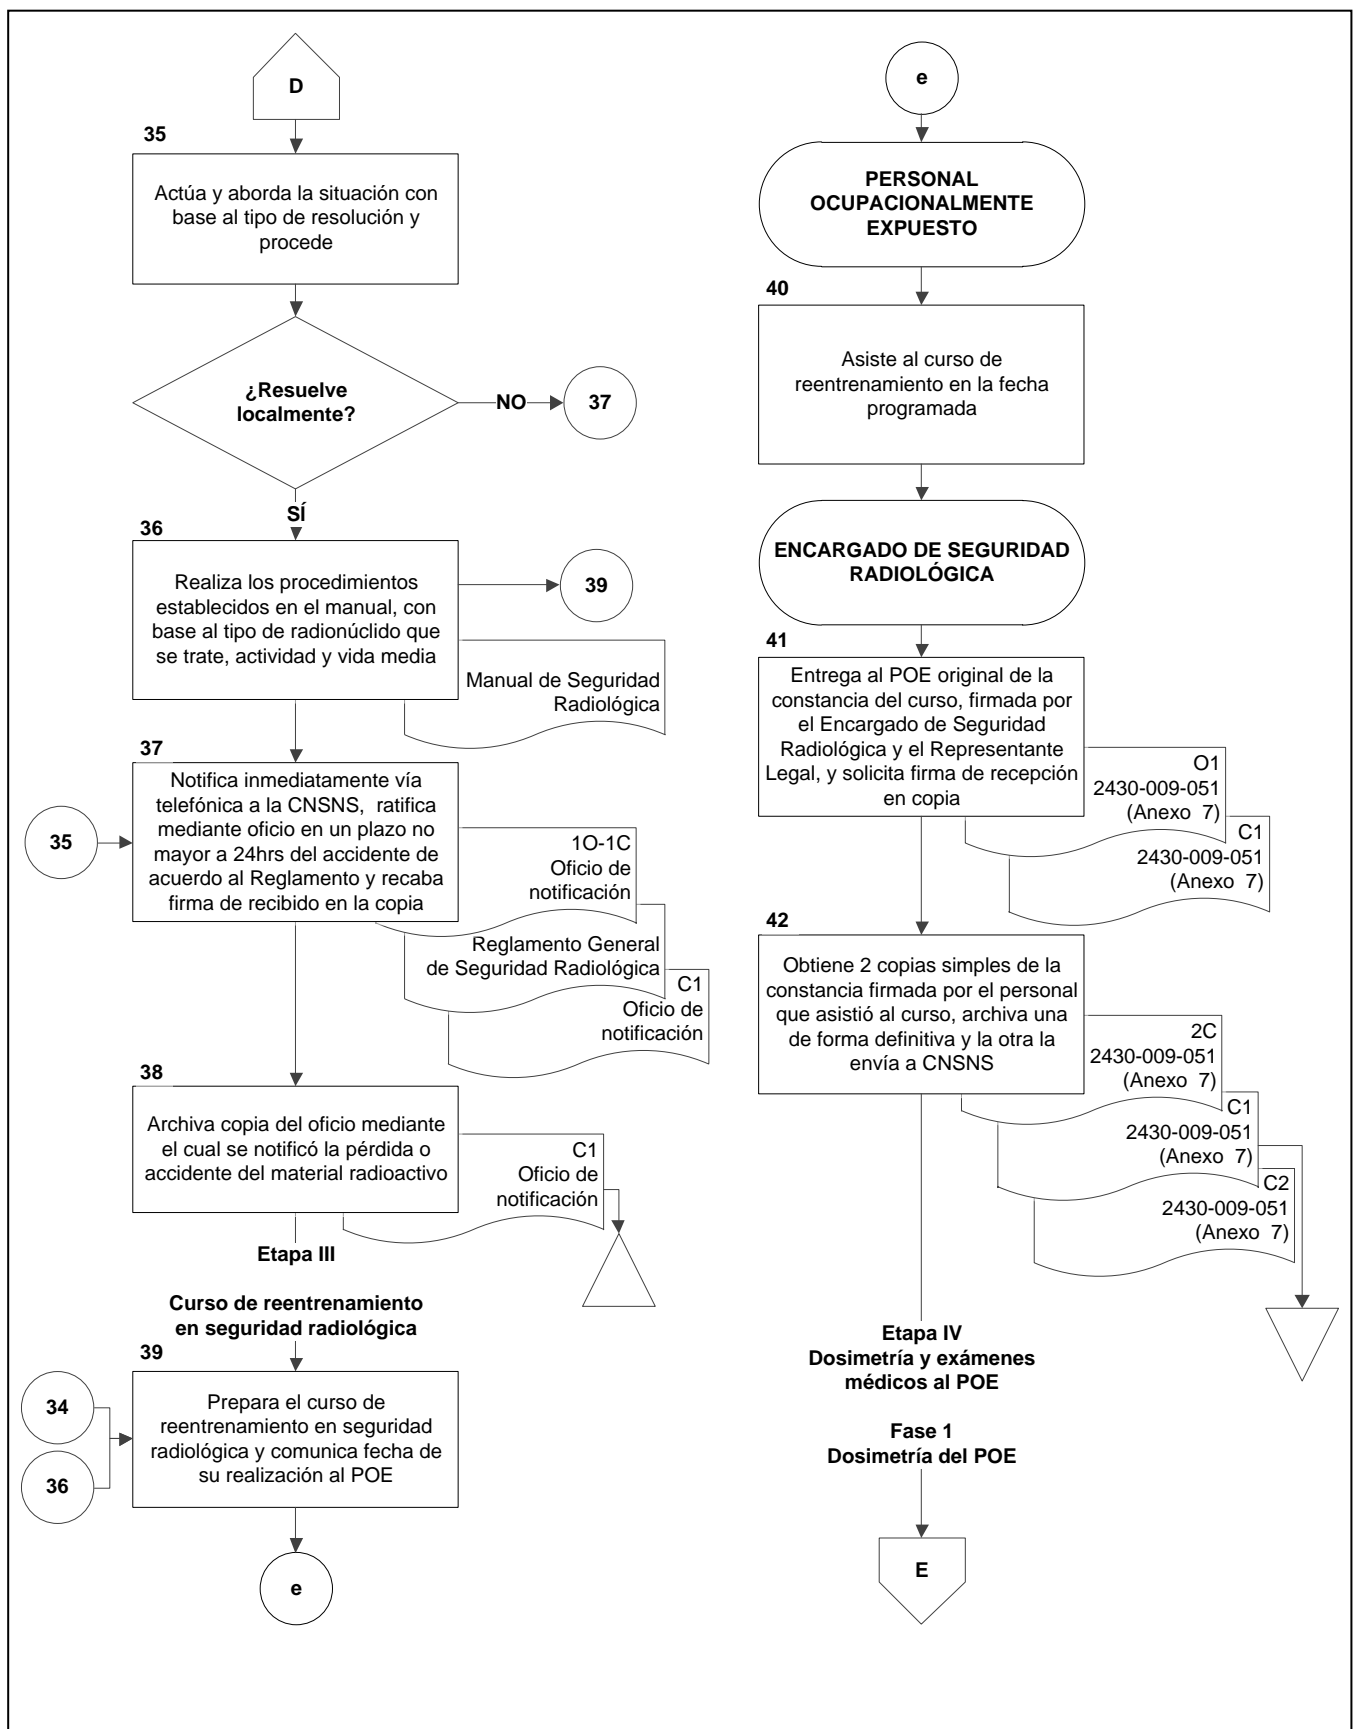 D
35
Actúa y aborda la situación con
base al tipo de resolución y
procede
¿Resuelve
localmente?
NO
37
SÍ
36
Realiza los procedimientos
establecidos en el manual, con
base al tipo de radionúclido que
se trate, actividad y vida media
39
Manual de Seguridad
Radiológica
37
Notifica inmediatamente vía
telefónica a la CNSNS, ratifica
mediante oficio en un plazo no
mayor a 24hrs del accidente de
acuerdo al Reglamento y recaba
firma de recibido en la copia
35
1O-1C
Oficio de
notificación
Reglamento General
de Seguridad Radiológica
C1
Oficio de
notificación
38
Archiva copia del oficio mediante
el cual se notificó la pérdida o
accidente del material radioactivo
C1
Oficio de
notificación
Etapa III
Curso de reentrenamiento
en seguridad radiológica
39
Prepara el curso de
reentrenamiento en seguridad
radiológica y comunica fecha de
su realización al POE
34
36
e
e
PERSONAL
OCUPACIONALMENTE
EXPUESTO
40
Asiste al curso de
reentrenamiento en la fecha
programada
ENCARGADO DE SEGURIDAD
RADIOLÓGICA
41
Entrega al POE original de la
constancia del curso, firmada por
el Encargado de Seguridad
Radiológica y el Representante
Legal, y solicita firma de recepción
en copia
O1
2430-009-051
(Anexo 7)
C1
2430-009-051
(Anexo 7)
42
Obtiene 2 copias simples de la
constancia firmada por el personal
que asistió al curso, archiva una
de forma definitiva y la otra la
envía a CNSNS
2C
2430-009-051
(Anexo 7)
C1
2430-009-051
(Anexo 7)
C2
2430-009-051
(Anexo 7)
Etapa IV
Dosimetría y exámenes
médicos al POE
Fase 1
Dosimetría del POE
E